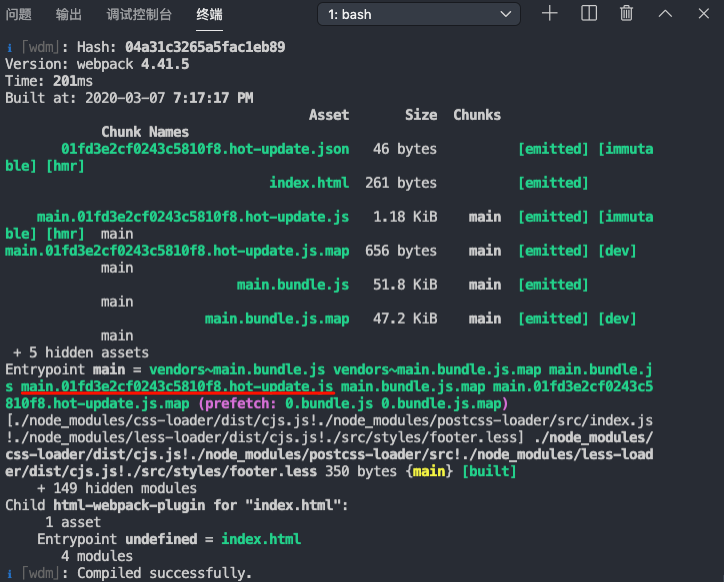 问题 输出 调试控制台 终端 1: bash
i ｢wdm｣: Hash: 04a31c3265a5fac1eb89
Version: webpack 4.41.5
Time: 201ms
Built at: 2020-03-07 7:17:17 PM
Asset Size Chunks
Chunk Names
01fd3e2cf0243c5810f8.hot-update.json 46 bytes [emitted] [immuta
ble] [hmr]
index.html 261 bytes [emitted]
main.01fd3e2cf0243c5810f8.hot-update.js 1.18 KiB main [emitted] [immuta
ble] [hmr] main
main.01fd3e2cf0243c5810f8.hot-update.js.map 656 bytes main [emitted] [dev]
main
main.bundle.js 51.8 KiB main [emitted]
main
main.bundle.js.map 47.2 KiB main [emitted] [dev]
main
+ 5 hidden assets
Entrypoint main = vendors~main.bundle.js vendors~main.bundle.js.map main.bundle.j
s main.01fd3e2cf0243c5810f8.hot-update.js main.bundle.js.map main.01fd3e2cf0243c5
810f8.hot-update.js.map (prefetch: 0.bundle.js 0.bundle.js.map)
[./node_modules/css-loader/dist/cjs.js!./node_modules/postcss-loader/src/index.js
!./node_modules/less-loader/dist/cjs.js!./src/styles/footer.less] ./node_modules/
css-loader/dist/cjs.js!./node_modules/postcss-loader/src!./node_modules/less-load
er/dist/cjs.js!./src/styles/footer.less 350 bytes {main} [built]
+ 149 hidden modules
Child html-webpack-plugin for "index.html":
1 asset
Entrypoint undefined = index.html
4 modules
i ｢wdm｣: Compiled successfully.